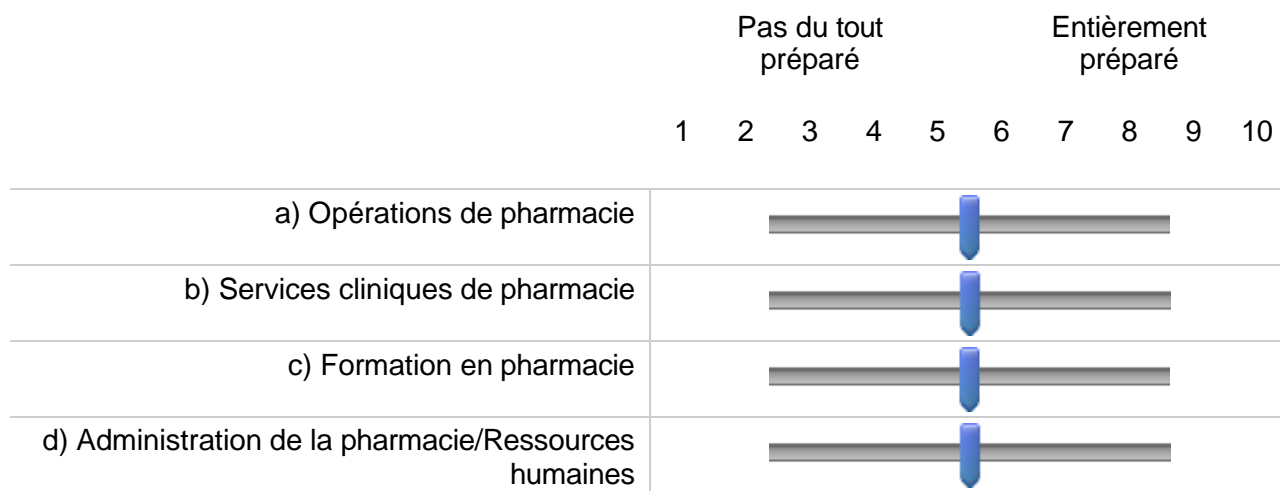 Pas du tout préparé
Entièrement préparé
1 2 3 4 5 6 7 8 9 10
a) Opérations de pharmacie
b) Services cliniques de pharmacie
c) Formation en pharmacie
d) Administration de la pharmacie/Ressources
humaines